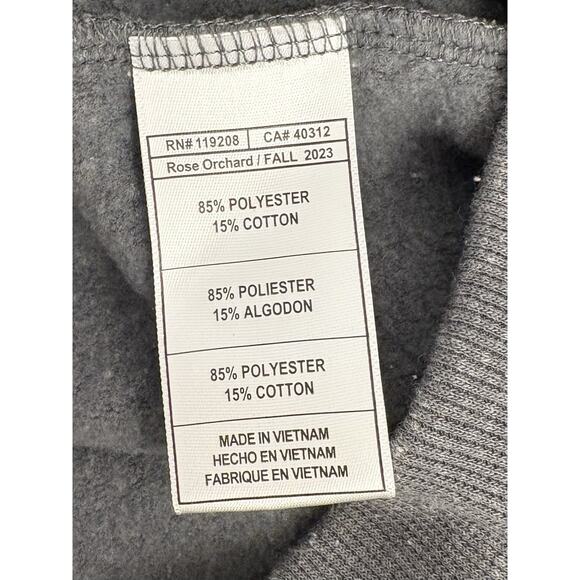 RN# 119208 CA# 40312
Rose Orchard / FALL 2023
85% POLYESTER
15% COTTON
85% POLIESTER
15% ALGODON
85% POLYESTER
15% COTTON
MADE IN VIETNAM
HECHO EN VIETNAM
FABRIQUE EN VIETNAM